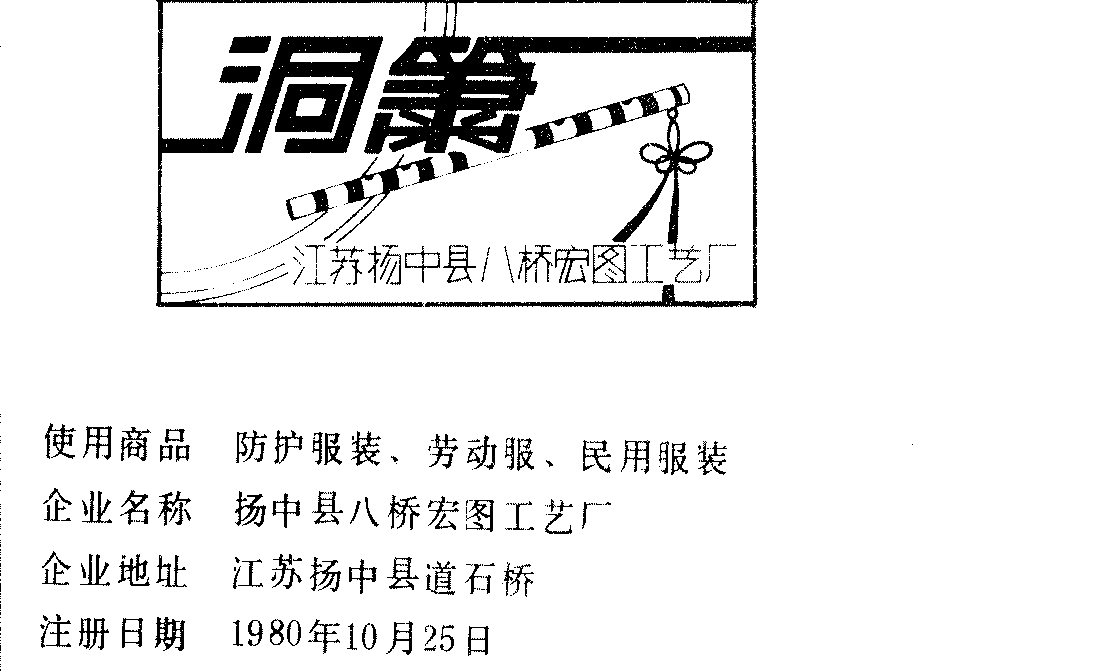 洞箫
江苏扬中县八桥宏图工艺厂
使用商品 防护服装、劳动服、民用服装
企业名称 扬中县八桥宏图工艺厂
企业地址 江苏扬中县道石桥
注册日期 1980年10月25日